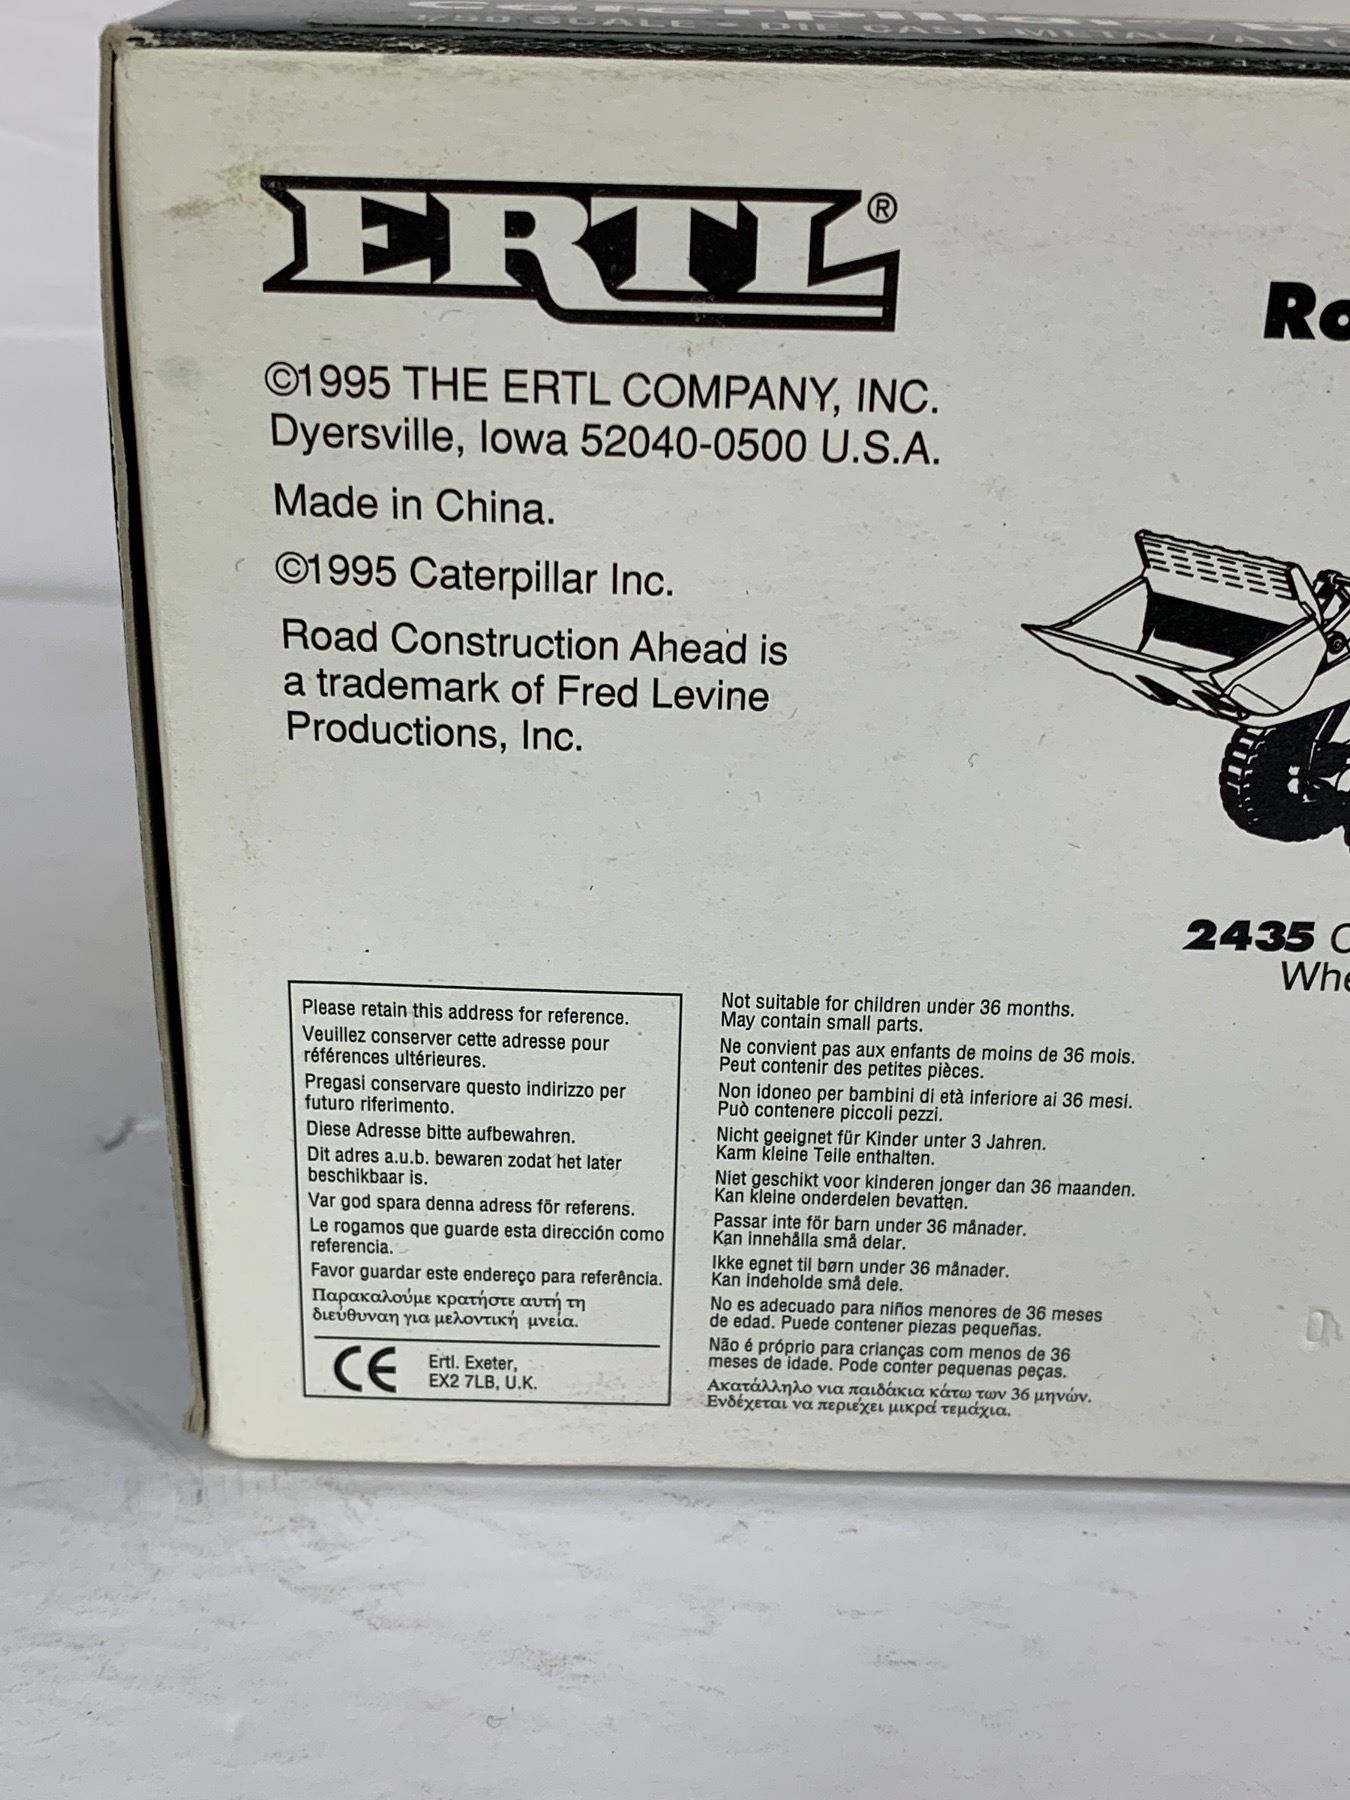 1/50 SCALE • DIE CAST METAL
ERTL®
©1995 THE ERTL COMPANY, INC.
Dyersville, Iowa 52040-0500 U.S.A.
Made in China.
©1995 Caterpillar Inc.
Road Construction Ahead is
a trademark of Fred Levine
Productions, Inc.
2435
Please retain this address for reference.
Veuillez conserver cette adresse pour
références ultérieures.
Pregasi conservare questo indirizzo per
futuro riferimento.
Diese Adresse bitte aufbewahren.
Dit adres a.u.b. bewaren zodat het later
beschikbaar is.
Var god spara denna adress för referens.
Le rogamos que guarde esta dirección como
referencia.
Favor guardar este endereço para referência.
Παρακαλούμε κρατήστε αυτή τη
διεύθυναη για μελοντική μνεία.
CE
Ertl. Exeter,
EX2 7LB, U.K.
Not suitable for children under 36 months.
May contain small parts.
Ne convient pas aux enfants de moins de 36 mois.
Peut contenir des petites pièces.
Non idoneo per bambini di età inferiore ai 36 mesi.
Può contenere piccoli pezzi.
Nicht geeignet für Kinder unter 3 Jahren.
Kann kleine Teile enthalten.
Niet geschikt voor kinderen jonger dan 36 maanden.
Kan kleine onderdelen bevatten.
Passar inte för barn under 36 månader.
Kan innehålla små delar.
Ikke egnet til børn under 36 månader.
Kan indeholde små dele.
No es adecuado para niños menores de 36 meses
de edad. Puede contener piezas pequeñas.
Não é próprio para crianças com menos de 36
meses de idade. Pode conter pequenas peças.
Ακατάλληλο νια παιδάκια κάτω των 36 μηνών.
Ενδέχεται να περιέχει μικρά τεμάχια.